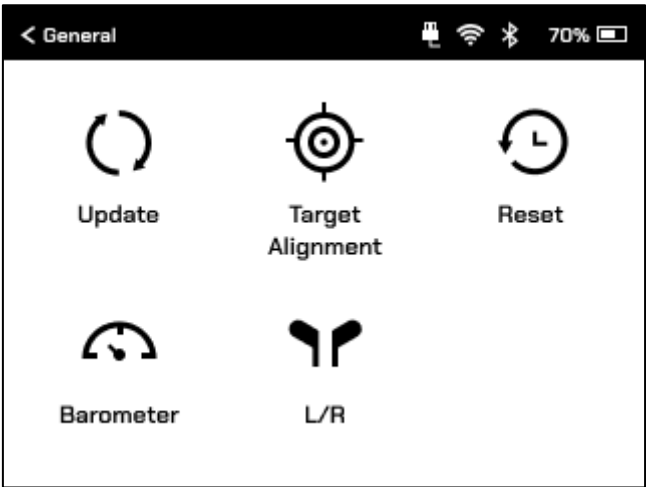 < General
70%
Update
Target
Alignment
Reset
Barometer
L/R